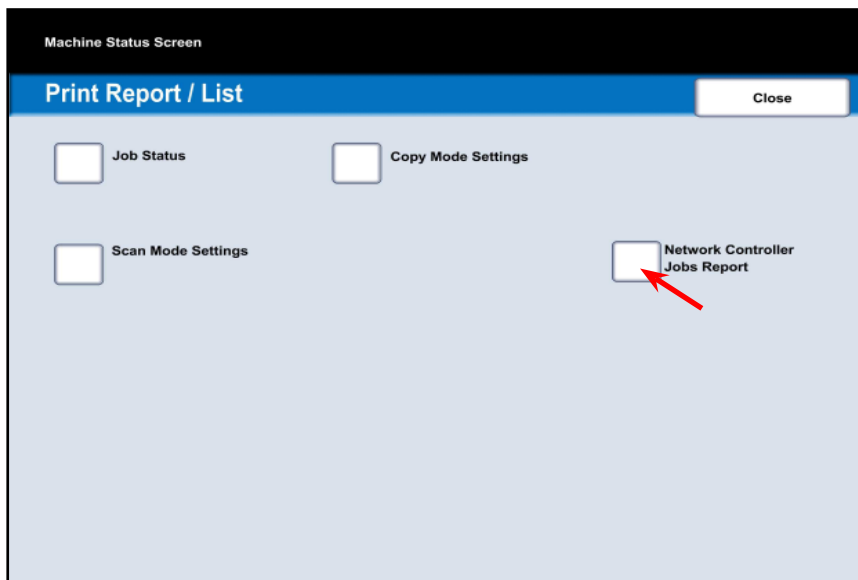 Machine Status Screen
Print Report / List
Close
Job Status
Copy Mode Settings
Scan Mode Settings
Network Controller
Jobs Report